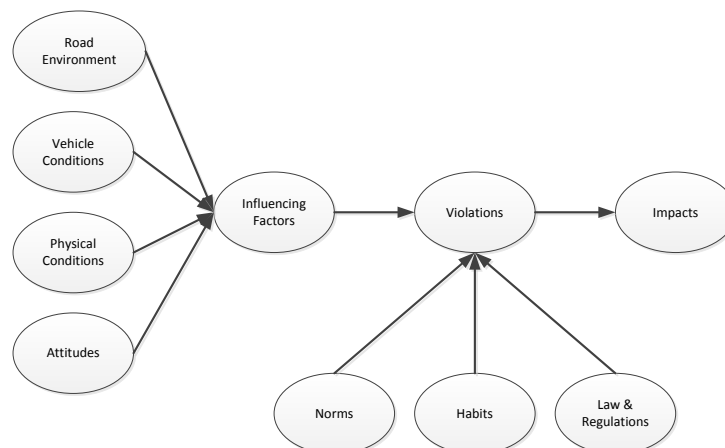 Road
Environment
Vehicle
Conditions
Physical
Conditions
Attitudes
Influencing
Factors
Violations
Impacts
Norms
Habits
Law &
Regulations